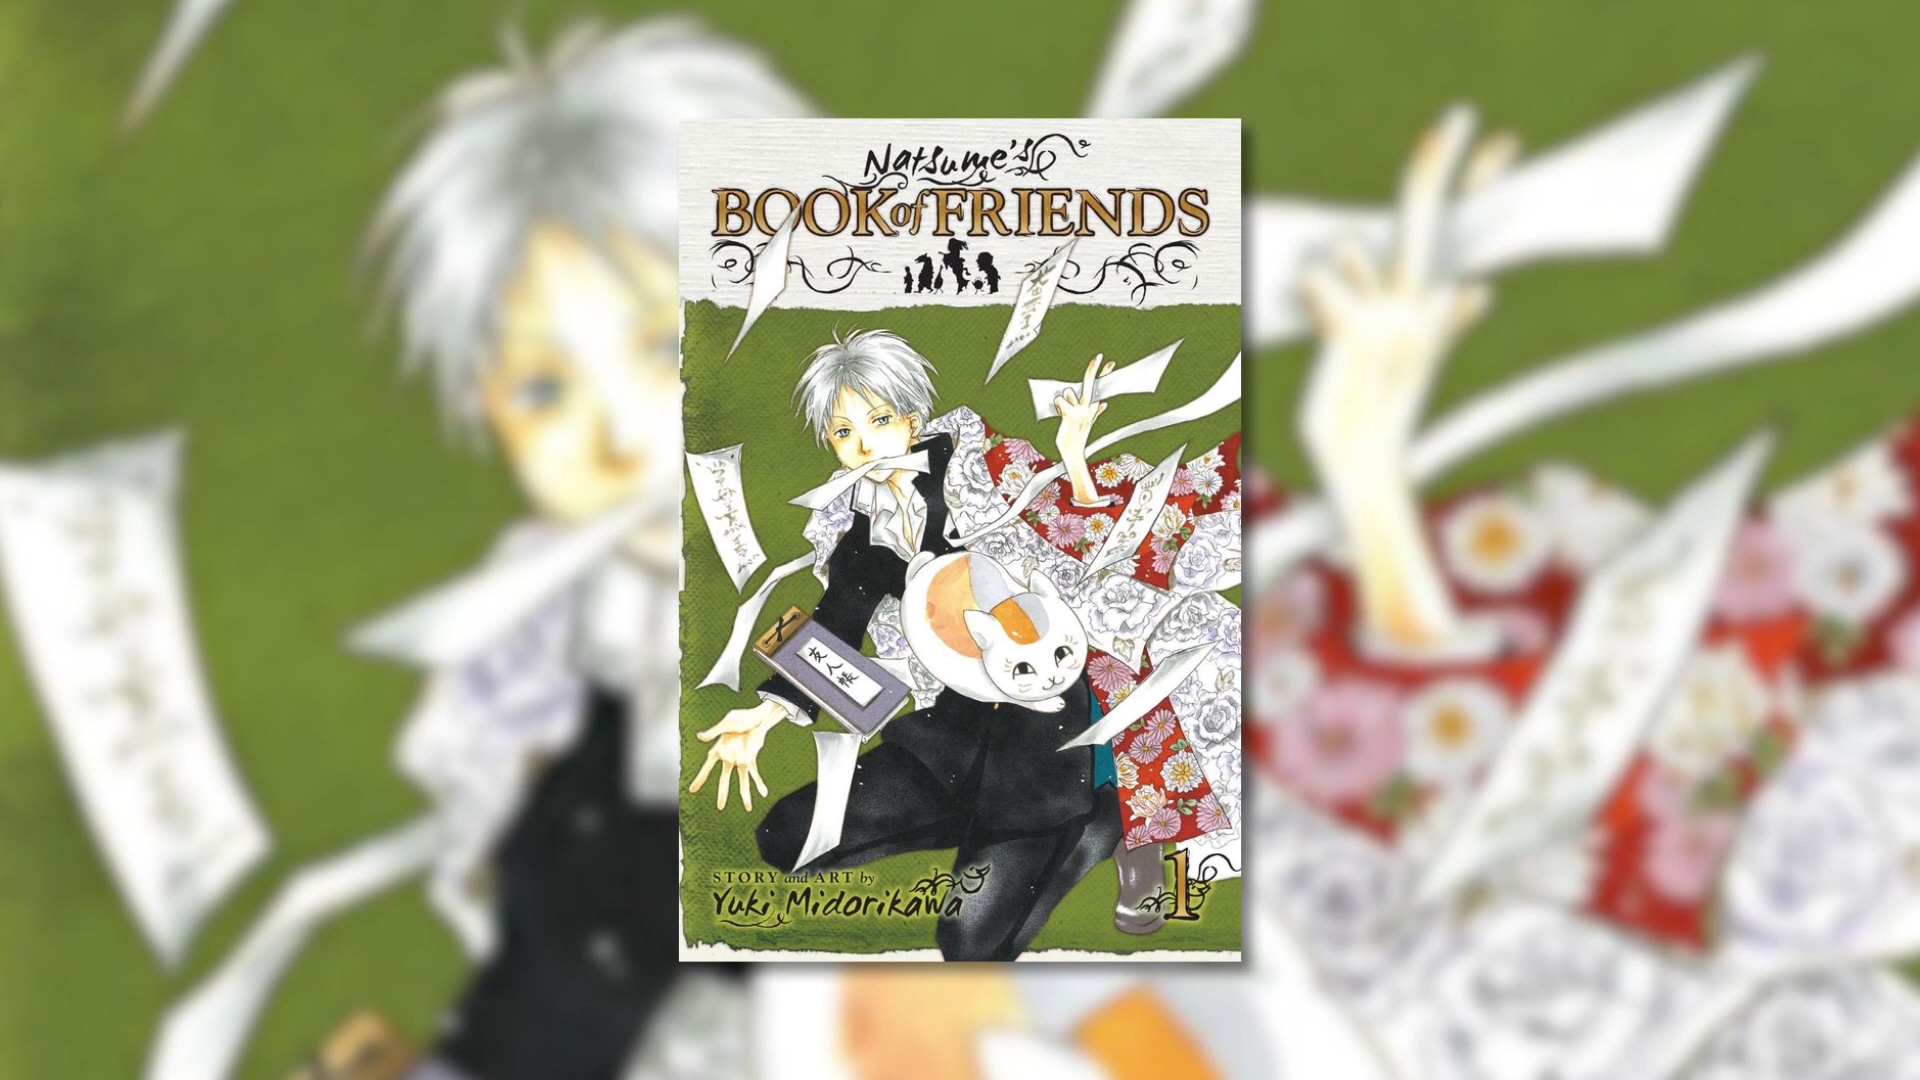 Natsume's
BOOK of FRIENDS
友人帳
STORY and ART by
Yuki Midorikawa
1